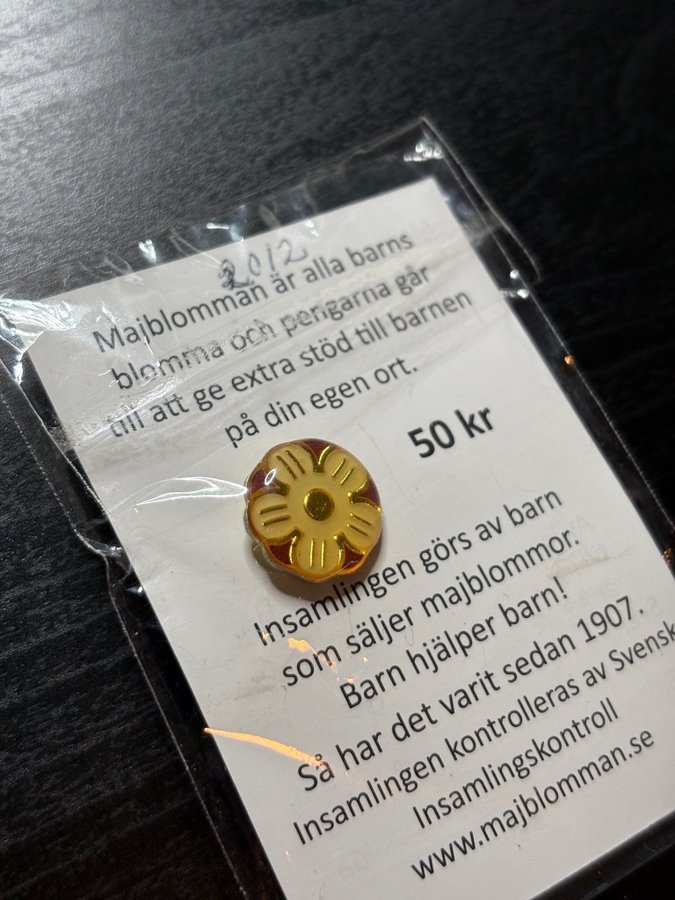 2012
Majblomman är alla barns
blomma och pengarna går
till att ge extra stöd till barnen
på din egen ort.
50 kr
Insamlingen görs av barn
som säljer majblommor.
Barn hjälper barn!
Så har det varit sedan 1907.
Insamlingen kontrolleras av Svensk
Insamlingskontroll
www.majblomman.se